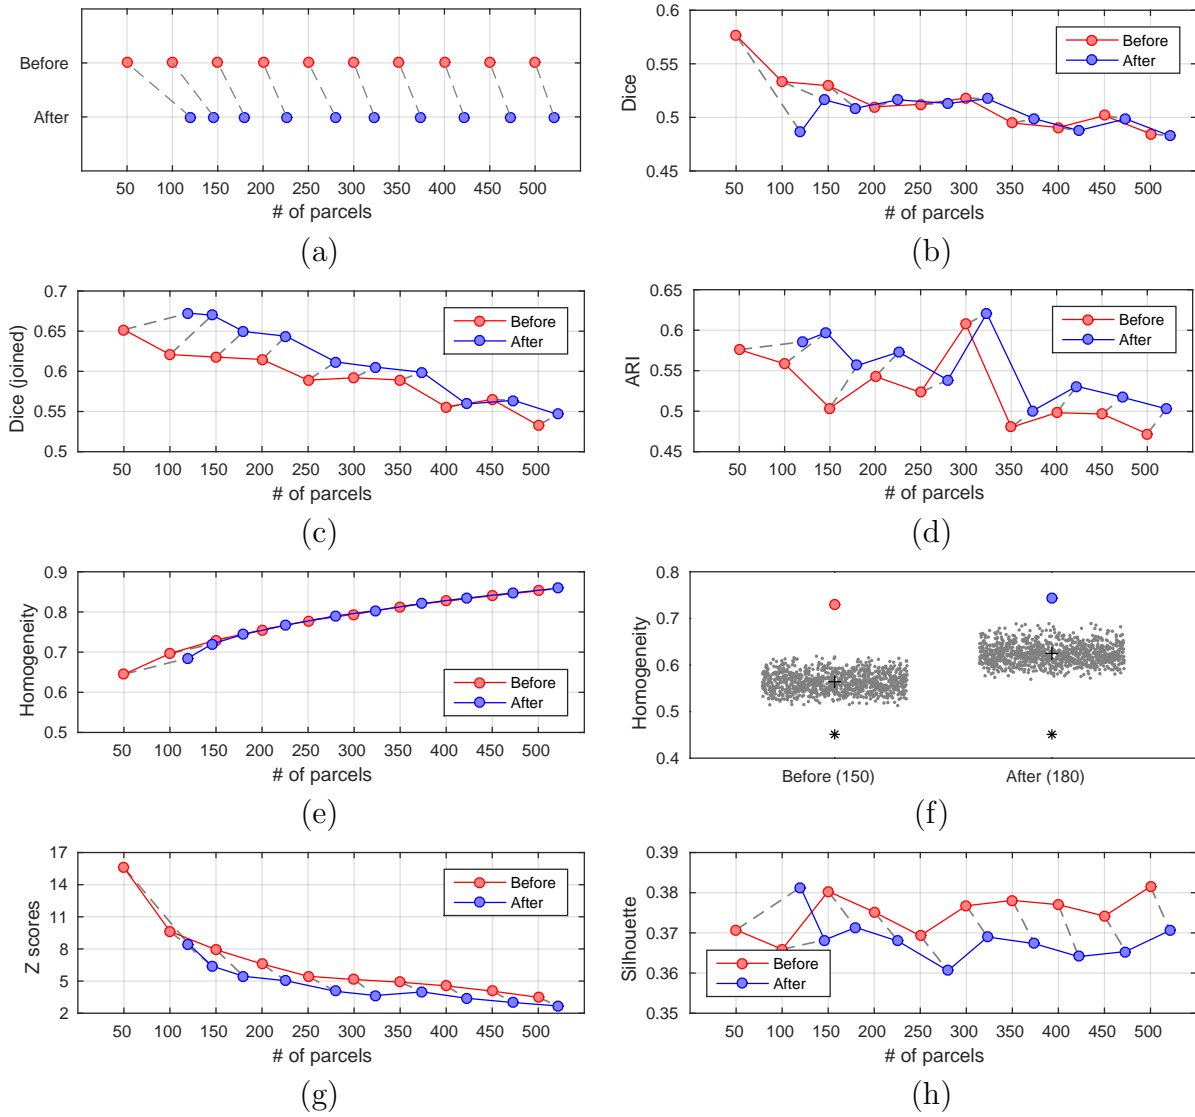 Before
After
50 100 150 200 250 300 350 400 450 500
# of parcels
(a)
0.6
0.55
0.5
0.45
Dice
Before
After
50 100 150 200 250 300 350 400 450 500
# of parcels
(b)
0.7
0.65
0.6
0.55
0.5
Dice (joined)
Before
After
50 100 150 200 250 300 350 400 450 500
# of parcels
(c)
0.65
0.6
0.55
0.5
0.45
ARI
Before
After
50 100 150 200 250 300 350 400 450 500
# of parcels
(d)
0.9
0.8
0.7
0.6
0.5
Homogeneity
Before
After
50 100 150 200 250 300 350 400 450 500
# of parcels
(e)
0.8
0.7
0.6
0.5
0.4
Homogeneity
Before (150) After (180)
(f)
17
14
11
8
5
2
Z scores
Before
After
50 100 150 200 250 300 350 400 450 500
# of parcels
(g)
0.39
0.38
0.37
0.36
0.35
Silhouette
Before
After
50 100 150 200 250 300 350 400 450 500
# of parcels
(h)